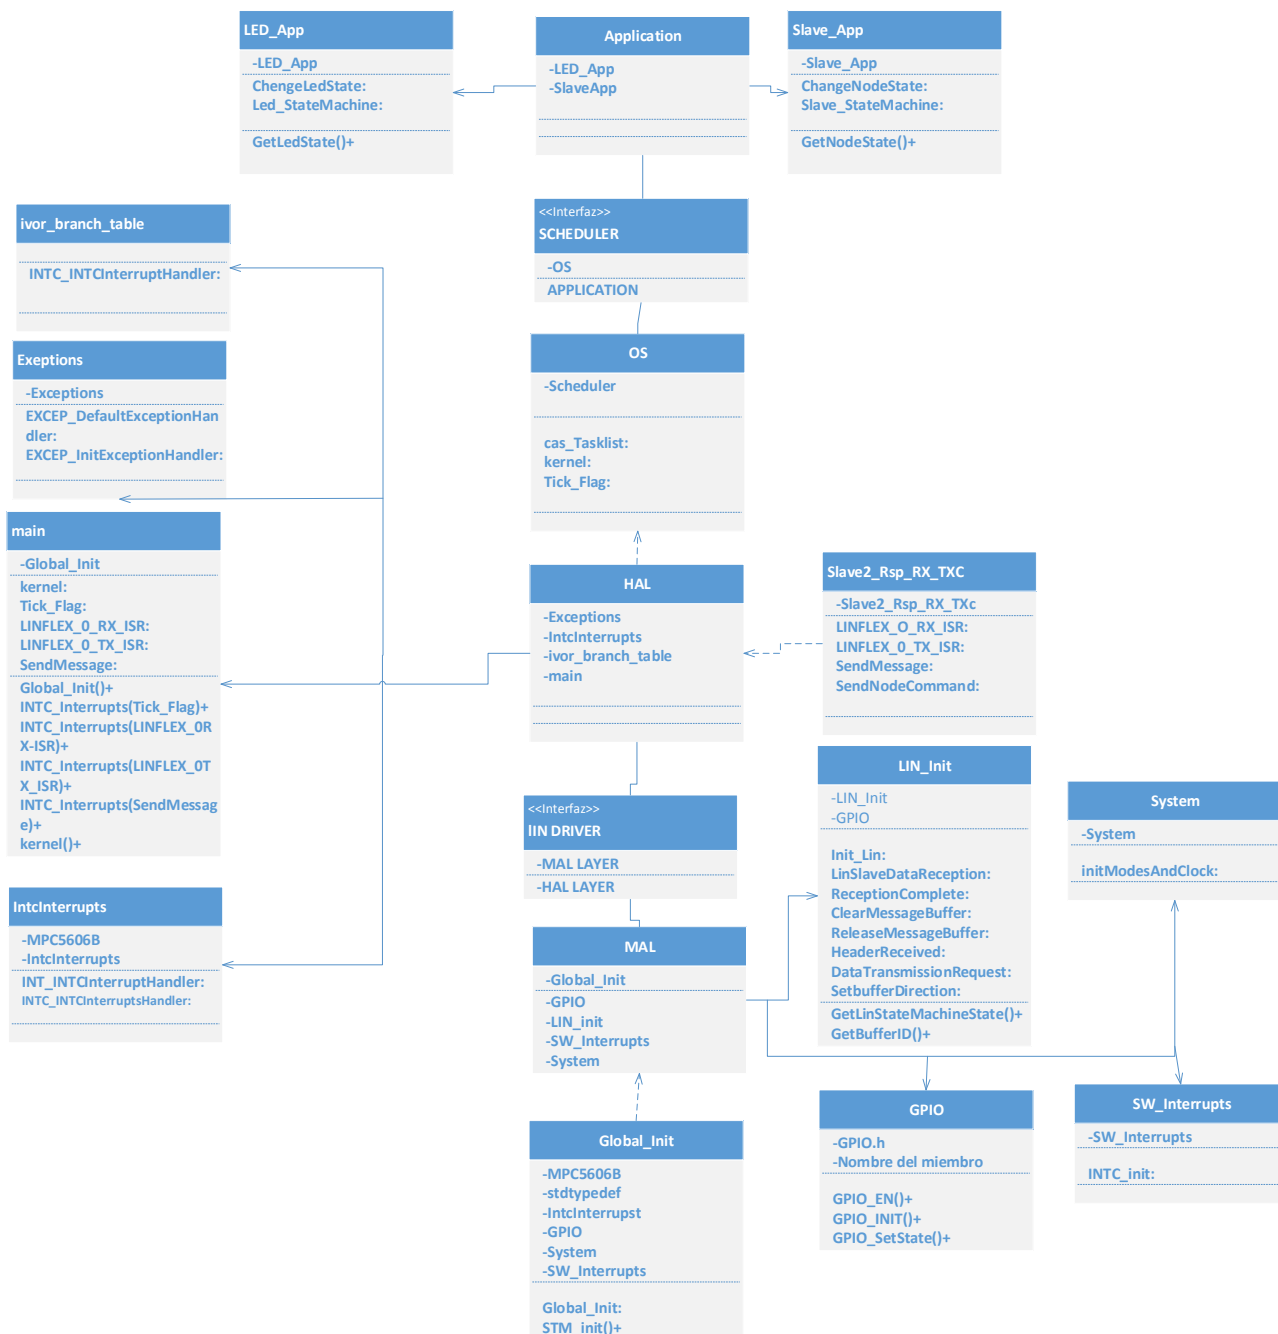 LED_App
-LED_App
ChengeLedState:
Led_StateMachine:
GetLedState()+
Application
-LED_App
-SlaveApp
Slave_App
-Slave_App
ChangeNodeState:
Slave_StateMachine:
GetNodeState()+
<<Interfaz>>
SCHEDULER
-OS
APPLICATION
ivor_branch_table
INTC_INTCInterruptHandler:
Exeptions
-Exceptions
EXCEP_DefaultExceptionHan
dler:
EXCEP_InitExceptionHandler:
OS
-Scheduler
cas_Tasklist:
kernel:
Tick_Flag:
main
-Global_Init
kernel:
Tick_Flag:
LINFLEX_0_RX_ISR:
LINFLEX_0_TX_ISR:
SendMessage:
Global_Init()+
INTC_Interrupts(Tick_Flag)+
INTC_Interrupts(LINFLEX_0R
X-ISR)+
INTC_Interrupts(LINFLEX_0T
X_ISR)+
INTC_Interrupts(SendMessag
e)+
kernel()+
HAL
-Exceptions
-IntcInterrupts
-ivor_branch_table
-main
Slave2_Rsp_RX_TXC
-Slave2_Rsp_RX_TXc
LINFLEX_O_RX_ISR:
LINFLEX_0_TX_ISR:
SendMessage:
SendNodeCommand:
<<Interfaz>>
lIN DRIVER
-MAL LAYER
-HAL LAYER
LIN_Init
-LIN_Init
-GPIO
Init_Lin:
LinSlaveDataReception:
ReceptionComplete:
ClearMessageBuffer:
ReleaseMessageBuffer:
HeaderReceived:
DataTransmissionRequest:
SetbufferDirection:
GetLinStateMachineState()+
GetBufferID()+
System
-System
initModesAndClock:
IntcInterrupts
-MPC5606B
-IntcInterrupts
INT_INTCInterruptHandler:
INTC_INTCInterruptsHandler:
MAL
-Global_Init
-GPIO
-LIN_init
-SW_Interrupts
-System
GPIO
-GPIO.h
-Nombre del miembro
GPIO_EN()+
GPIO_INIT()+
GPIO_SetState()+
SW_Interrupts
-SW_Interrupts
INTC_init:
Global_Init
-MPC5606B
-stdtypedef
-IntcInterrupst
-GPIO
-System
-SW_Interrupts
Global_Init:
STM_init()+